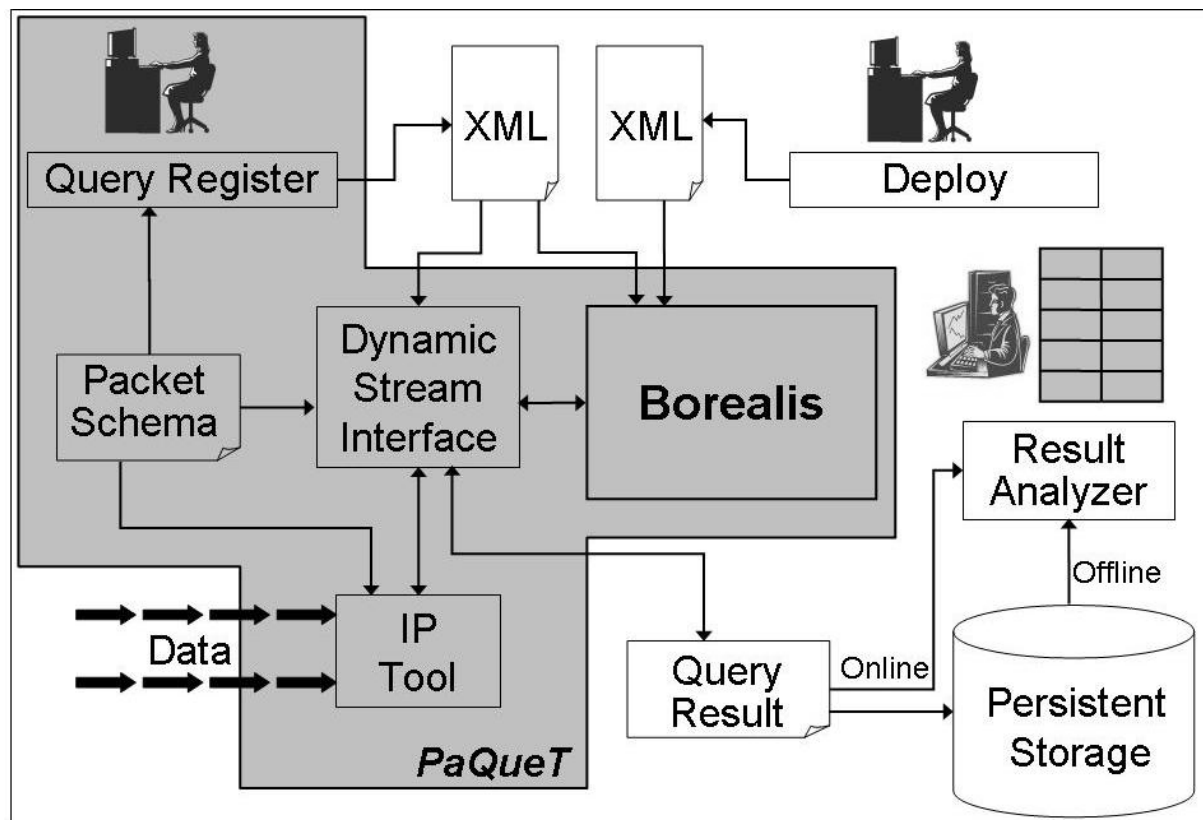 XML
XML
Query Register
Deploy
Dynamic
Stream
Interface
Borealis
Packet
Schema
Result
Analyzer
Offline
Data
IP
Tool
Query
Result
Online
Persistent
Storage
PaQueT